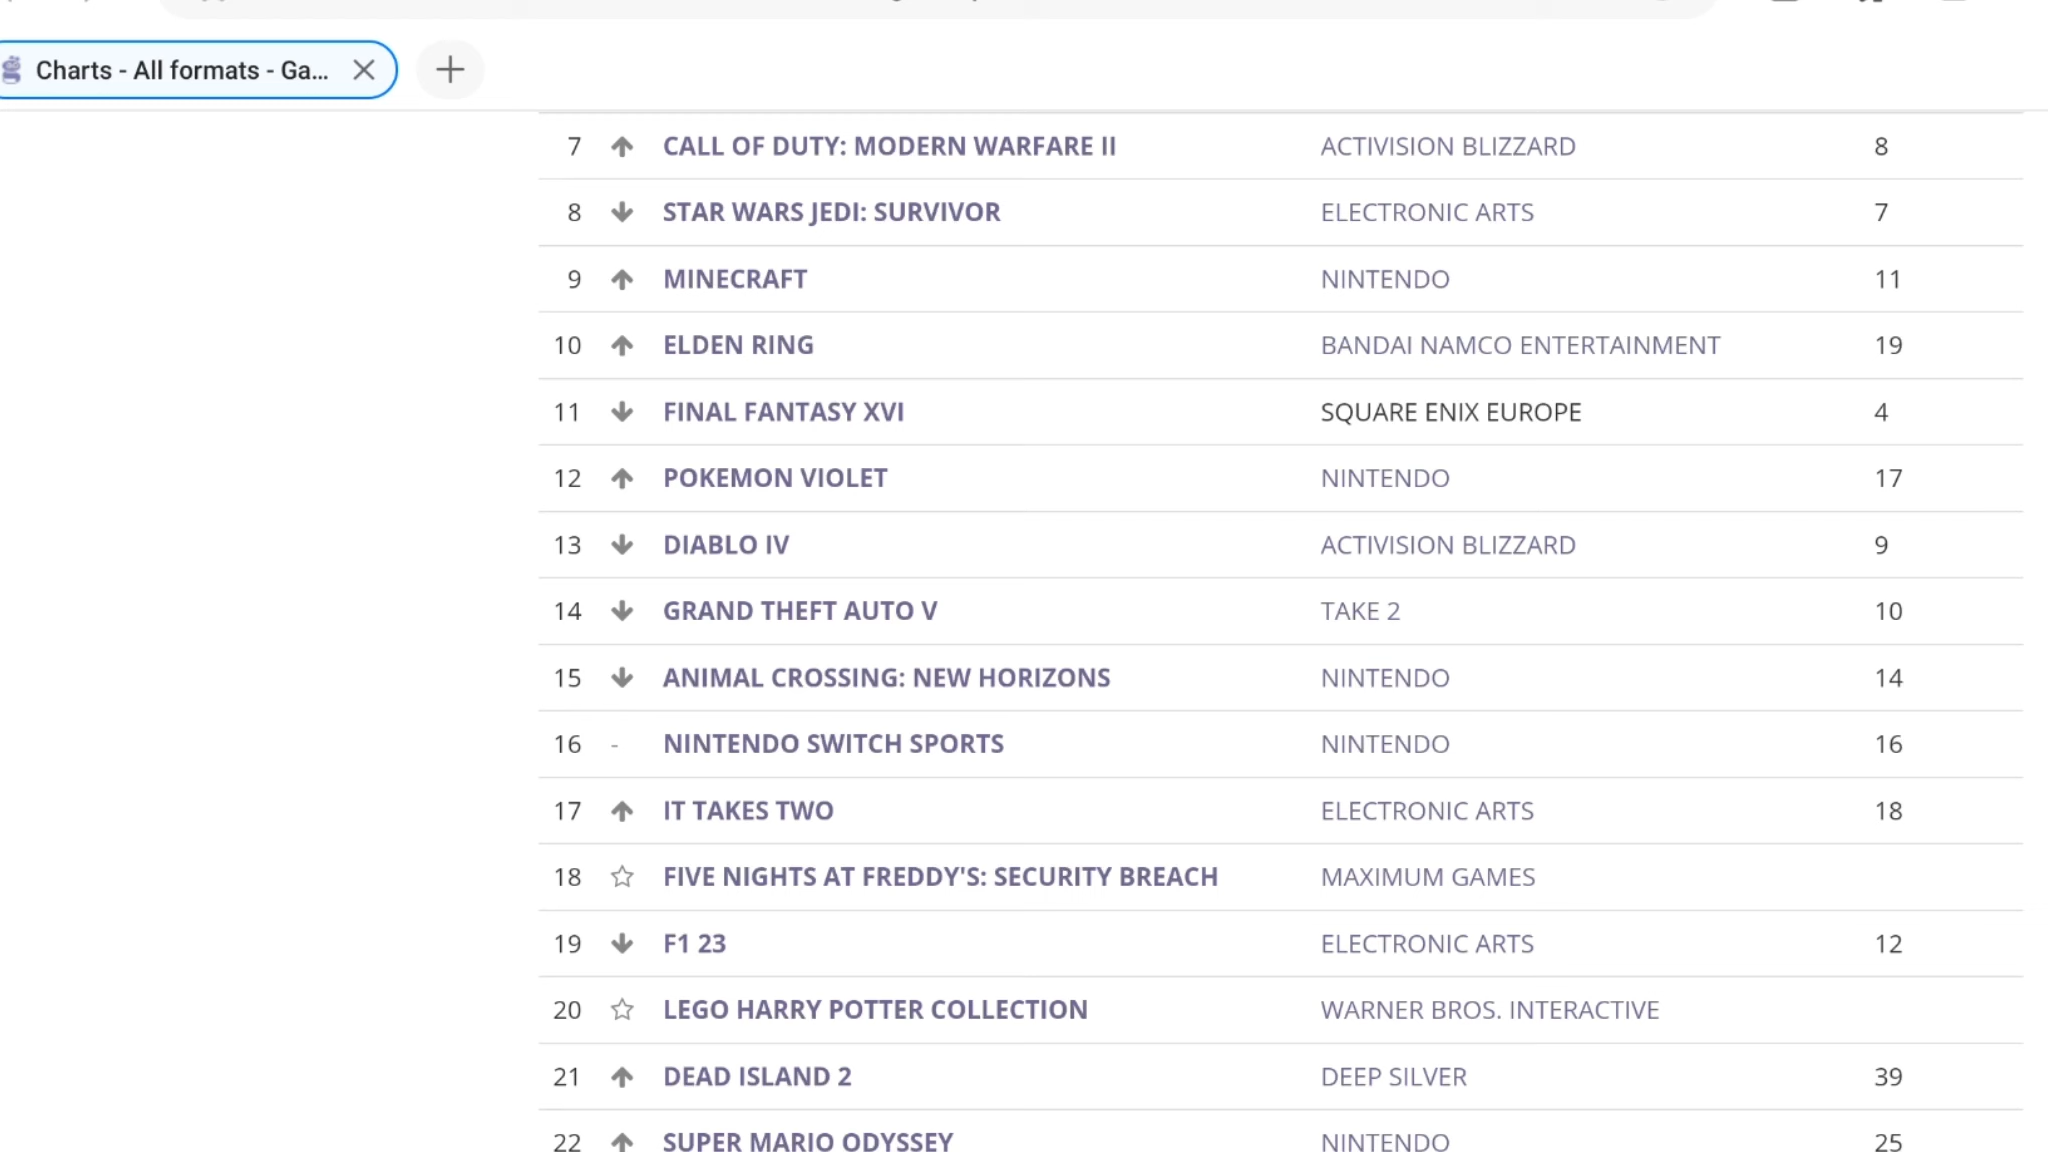 Charts - All formats - Ga...
7 CALL OF DUTY: MODERN WARFARE II ACTIVISION BLIZZARD 8
8 STAR WARS JEDI: SURVIVOR ELECTRONIC ARTS 7
9 MINECRAFT NINTENDO 11
10 ELDEN RING BANDAI NAMCO ENTERTAINMENT 19
11 FINAL FANTASY XVI SQUARE ENIX EUROPE 4
12 POKEMON VIOLET NINTENDO 17
13 DIABLO IV ACTIVISION BLIZZARD 9
14 GRAND THEFT AUTO V TAKE 2 10
15 ANIMAL CROSSING: NEW HORIZONS NINTENDO 14
16 - NINTENDO SWITCH SPORTS NINTENDO 16
17 IT TAKES TWO ELECTRONIC ARTS 18
18 FIVE NIGHTS AT FREDDY'S: SECURITY BREACH MAXIMUM GAMES
19 F1 23 ELECTRONIC ARTS 12
20 LEGO HARRY POTTER COLLECTION WARNER BROS. INTERACTIVE
21 DEAD ISLAND 2 DEEP SILVER 39
22 SUPER MARIO ODYSSEY NINTENDO 25